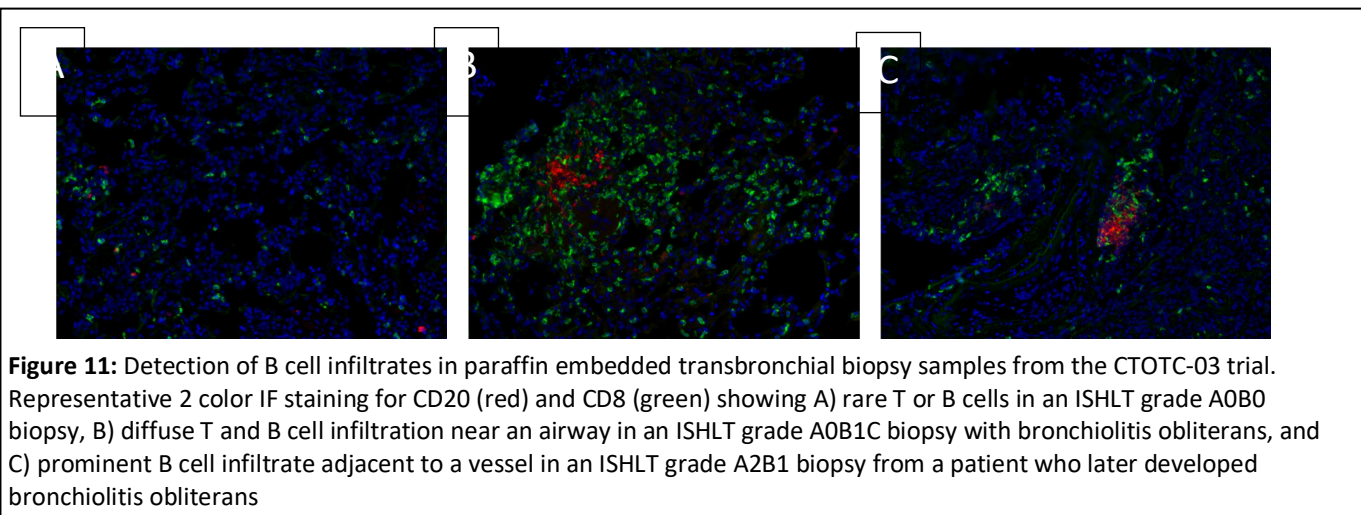 A
B
C
Figure 11: Detection of B cell infiltrates in paraffin embedded transbronchial biopsy samples from the CTOTC-03 trial.
Representative 2 color IF staining for CD20 (red) and CD8 (green) showing A) rare T or B cells in an ISHLT grade A0B0
biopsy, B) diffuse T and B cell infiltration near an airway in an ISHLT grade A0B1C biopsy with bronchiolitis obliterans, and
C) prominent B cell infiltrate adjacent to a vessel in an ISHLT grade A2B1 biopsy from a patient who later developed
bronchiolitis obliterans